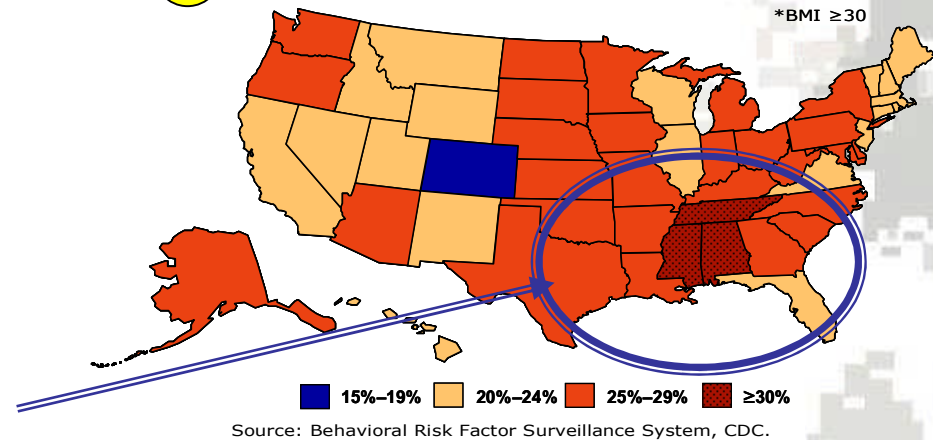 *BMI ≥30
15%–19% 20%–24% 25%–29% ≥30%
Source: Behavioral Risk Factor Surveillance System, CDC.